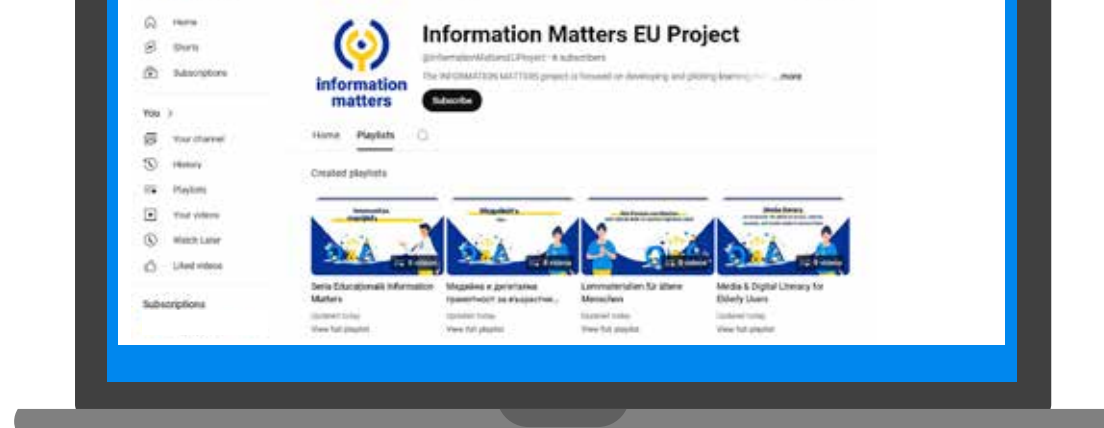 Home
Shorts
Subscriptions
You >
Your channel
History
Playlists
Your videos
Watch Later
Liked videos
Subscriptions
information
matters
Information Matters EU Project
@InformationMattersEUProject · 6 subscribers
The INFORMATION MATTERS project is focused on developing and piloting learning ...more
Subscribe
Home Playlists
Created playlists
Media literacy
Seria Educațională Information
Matters
Updated today
View full playlist
Медийна и дигитална
грамотност за възрастни...
Updated today
View full playlist
Lernmaterialien für ältere
Menschen
Updated today
View full playlist
Media & Digital Literacy for
Elderly Users
Updated today
View full playlist